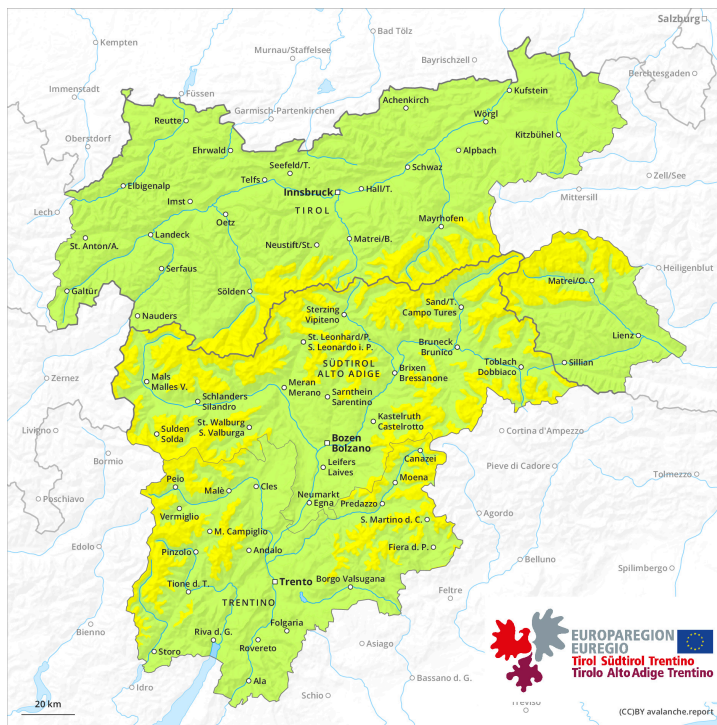 Salzburg
Kempten
Bad Tölz
Murnau/Staffelsee
Bayrischzell
Berchtesgaden
Immenstadt
Füssen
Garmisch-Partenkirchen
Achenkirch
Kufstein
Reutte
Wörgl
Oberstdorf
Ehrwald
Kitzbühel
Alpbach
Seefeld/T.
Schwaz
Zell/See
Telfs
Elbigenalp
Innsbruck
Hall/T.
Mittersill
Imst
TIROL
Lech
Oetz
Mayrhofen
St. Anton/A.
Landeck
Neustift/St.
Matrei/B.
Serfaus
Heiligenblut
Matrei/O.
Galtür
Sölden
Sand/T.
Campo Tures
Nauders
Sterzing
Vipiteno
Lienz
St. Leonhard/P.
S. Leonardo i. P.
Bruneck
Brunico
SÜDTIROL
ALTO ADIGE
Toblach
Dobbiaco
Sillian
Brixen
Bressanone
Zernez
Mals
Malles V.
Meran
Merano
Sarnthein
Sarentino
Schlanders
Silandro
St. Walburg
S. Valburga
Kastelruth
Castelrotto
Livigno
Sulden
Solda
Bozen
Bolzano
Cortina d'Ampezzo
Bormio
Canazei
Leifers
Laives
Pieve di Cadore
Tolmezzo
Peio
Moena
Poschiavo
Malè
Cles
Neumarkt
Egna
Predazzo
Vermiglio
Agordo
S. Martino d. C.
M. Campiglio
Edolo
Pinzolo
Andalo
Fiera d. P.
Belluno
Spilimbergo
Trento
Borgo Valsugana
Tione d. T.
Feltre
TRENTINO
Folgaria
Bienno
Riva d. G.
Rovereto
Asiago
Storo
Bassano d. G.
Ala
Idro
Schio
Treviso
EUROPAREGION
EUREGIO
Tirol Südtirol Trentino
Tirolo Alto Adige Trentino
20 km
(CC)BY avalanche.report